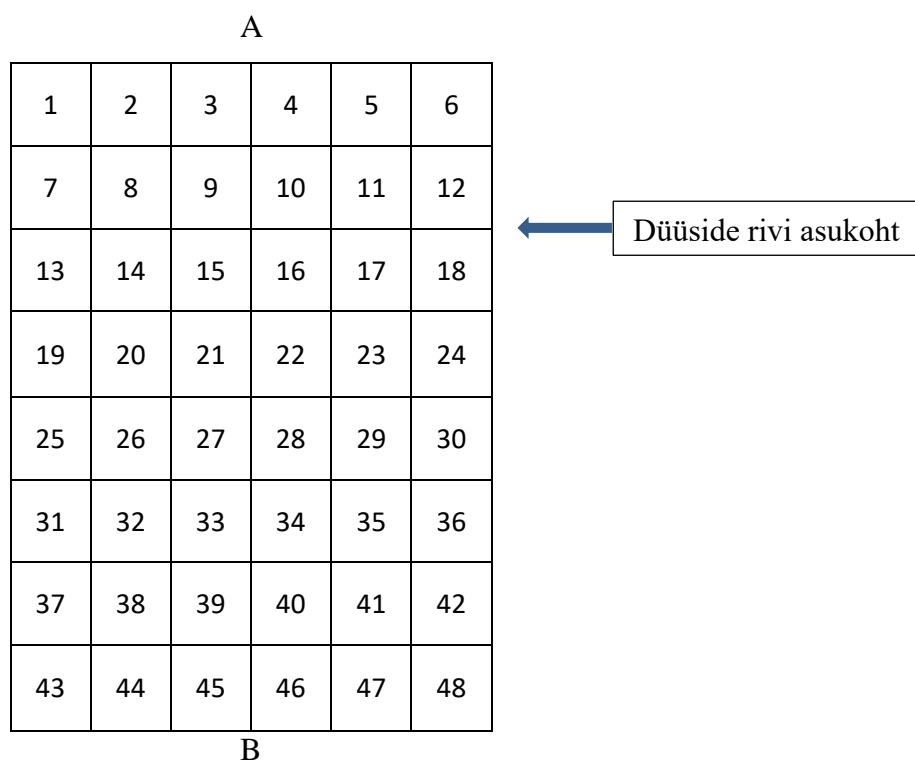 A
1 2 3 4 5 6
7 8 9 10 11 12
Düüside rivi asukoht
13 14 15 16 17 18
19 20 21 22 23 24
25 26 27 28 29 30
31 32 33 34 35 36
37 38 39 40 41 42
43 44 45 46 47 48
B